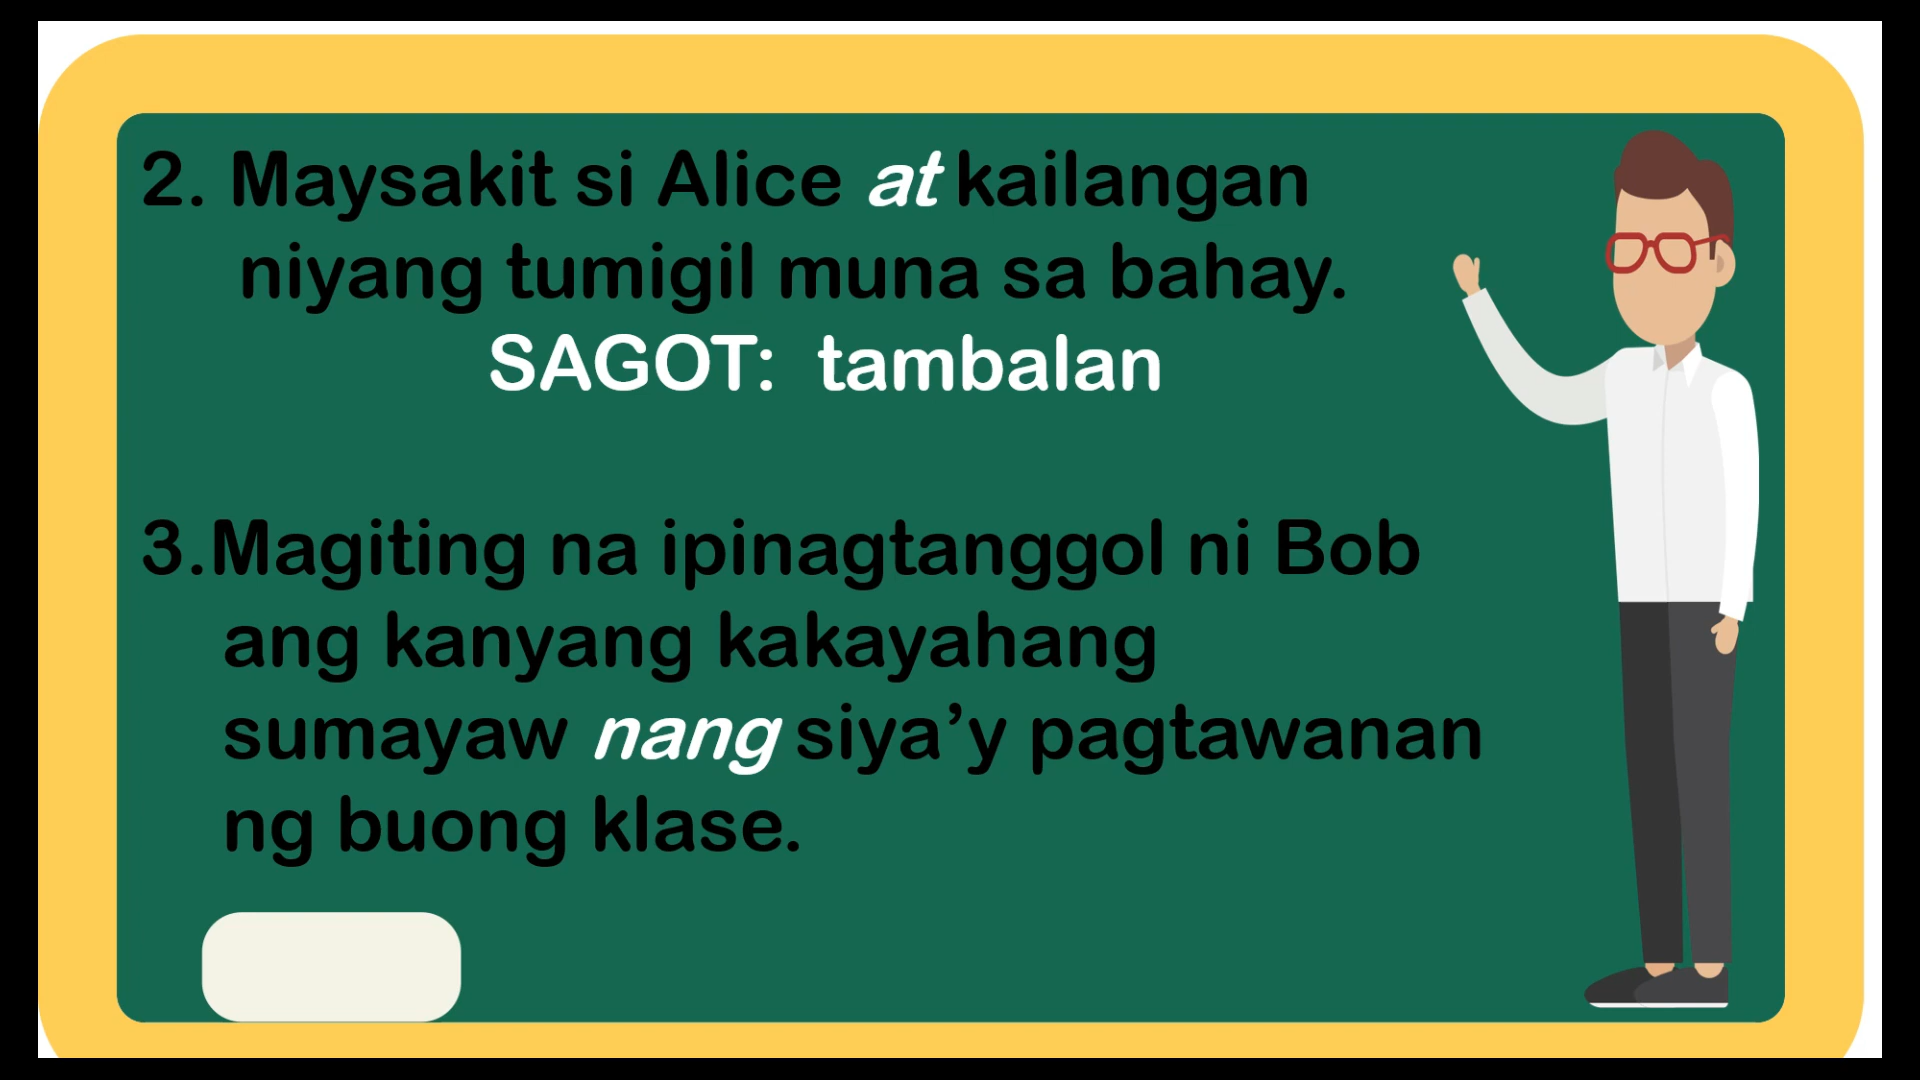 2. Maysakit si Alice at kailangan
niyang tumigil muna sa bahay.
SAGOT: tambalan
3.Magiting na ipinagtanggol ni Bob
ang kanyang kakayahang
sumayaw nang siya’y pagtawanan
ng buong klase.